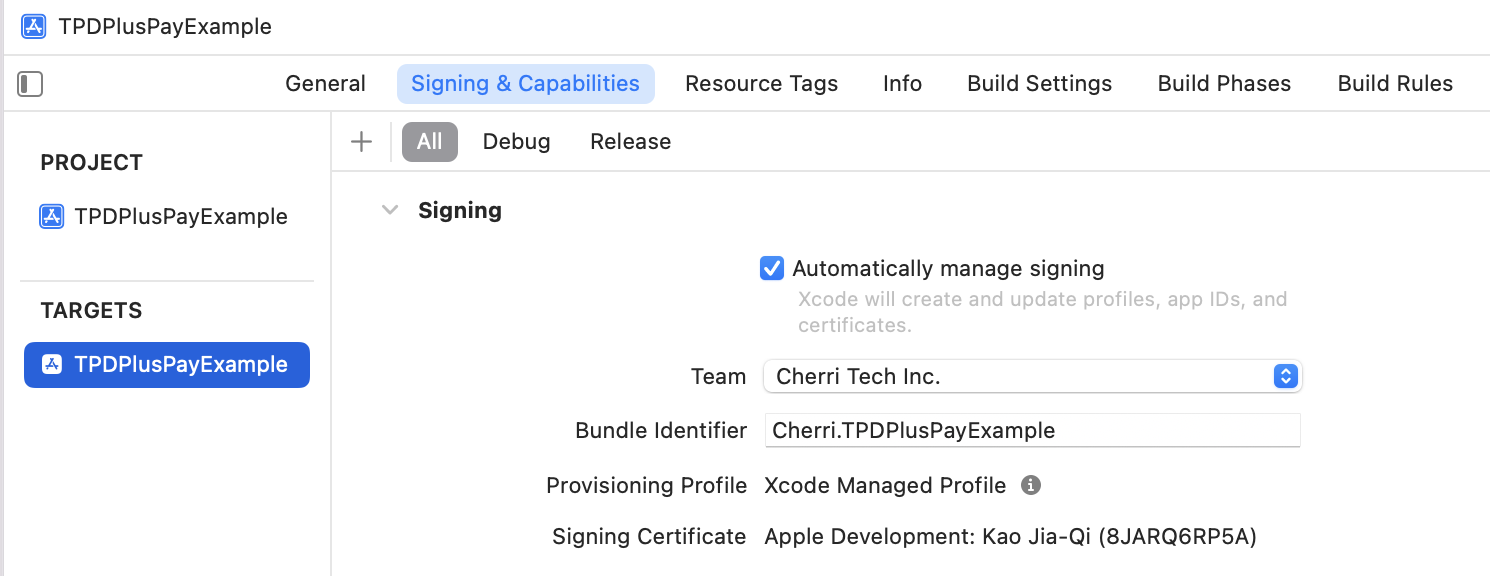 TPDPlusPayExample
General Signing & Capabilities Resource Tags Info Build Settings Build Phases Build Rules
All Debug Release
PROJECT
TPDPlusPayExample
TARGETS
TPDPlusPayExample
Signing
Automatically manage signing
Xcode will create and update profiles, app IDs, and
certificates.
Team Cherri Tech Inc.
Bundle Identifier Cherri.TPDPlusPayExample
Provisioning Profile Xcode Managed Profile
Signing Certificate Apple Development: Kao Jia-Qi (8JARQ6RP5A)